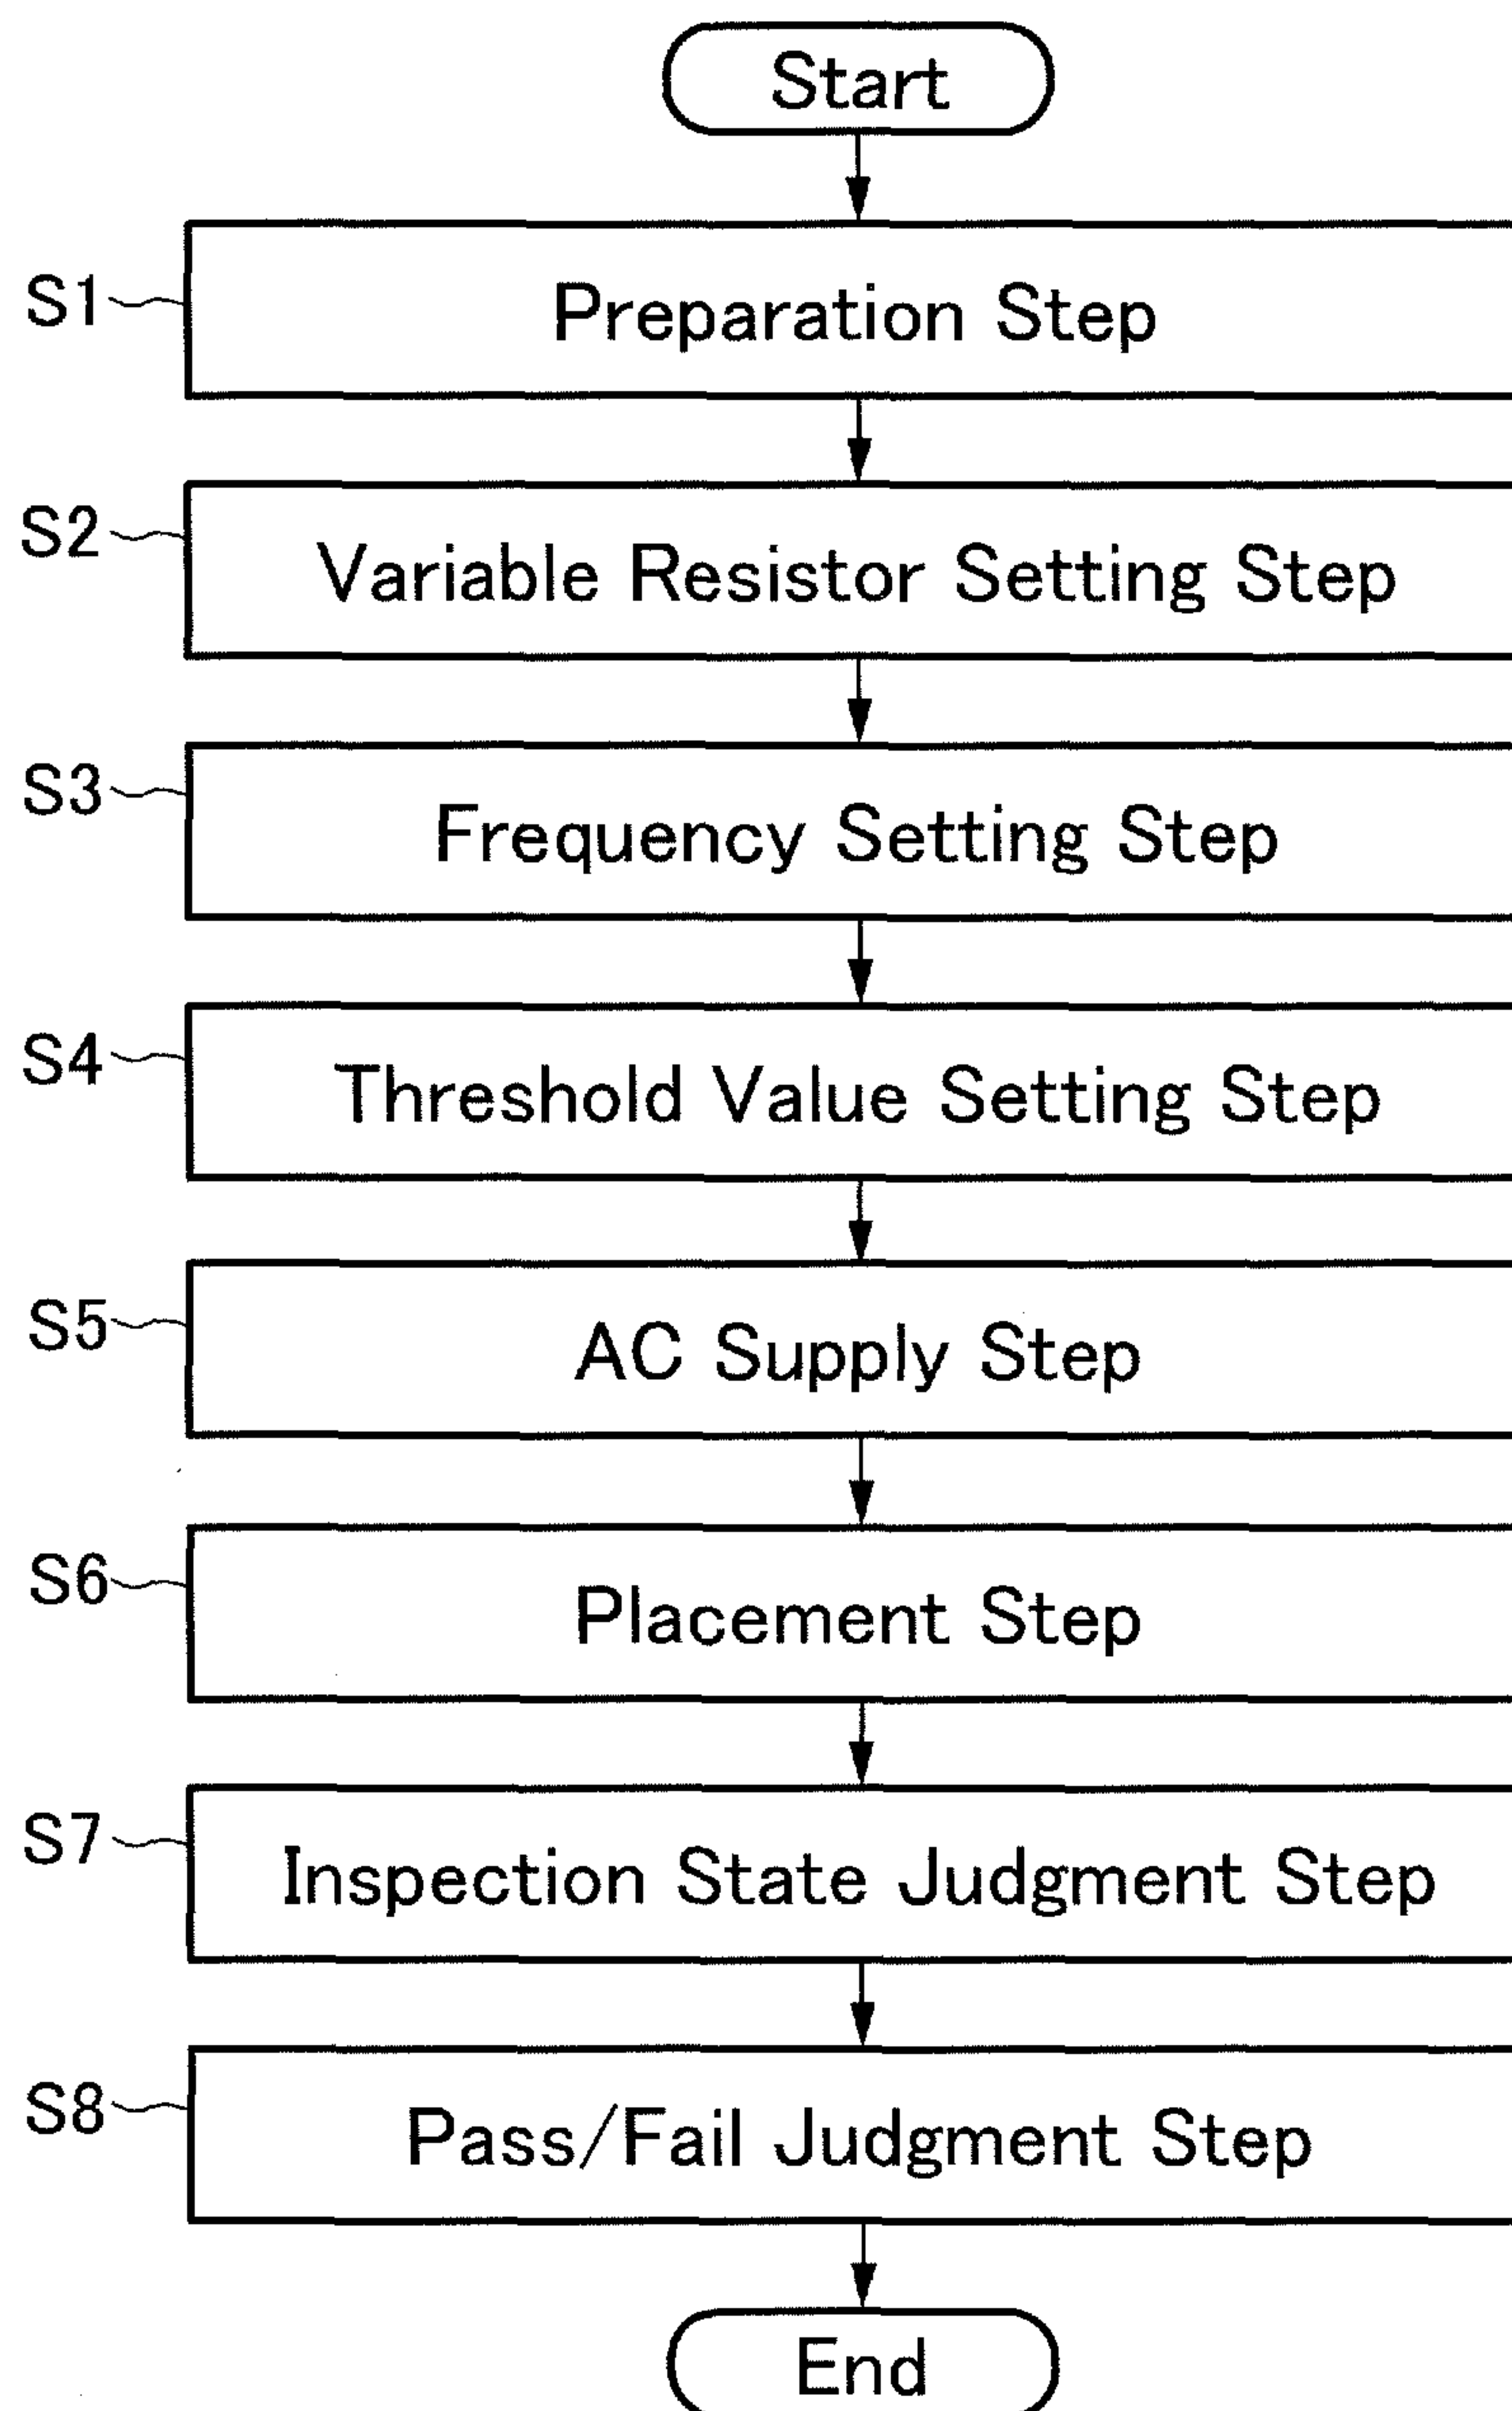 Start
S1 Preparation Step
S2 Variable Resistor Setting Step
S3 Frequency Setting Step
S4 Threshold Value Setting Step
S5 AC Supply Step
S6 Placement Step
S7 Inspection State Judgment Step
S8 Pass/Fail Judgment Step
End